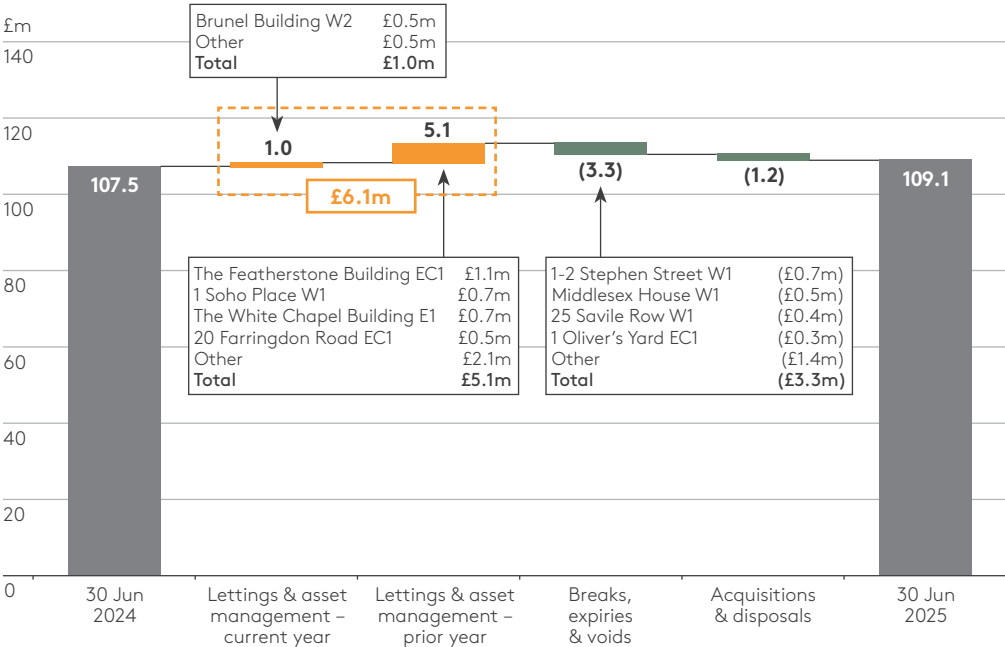 £m
140
120
100
80
60
40
20
0
Brunel Building W2 £0.5m
Other £0.5m
Total £1.0m
107.5
1.0
5.1
£6.1m
(3.3)
(1.2)
109.1
The Featherstone Building EC1 £1.1m
1 Soho Place W1 £0.7m
The White Chapel Building E1 £0.7m
20 Farringdon Road EC1 £0.5m
Other £2.1m
Total £5.1m
1-2 Stephen Street W1 (£0.7m)
Middlesex House W1 (£0.5m)
25 Savile Row W1 (£0.4m)
1 Oliver's Yard EC1 (£0.3m)
Other (£1.4m)
Total (£3.3m)
30 Jun
2024
Lettings & asset
management –
current year
Lettings & asset
management –
prior year
Breaks,
expiries
& voids
Acquisitions
& disposals
30 Jun
2025